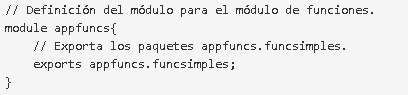 // Definición del módulo para el módulo de funciones.
module appfuncs{
// Exporta los paquetes appfuncs.funcsimples.
exports appfuncs.funcsimples;
}